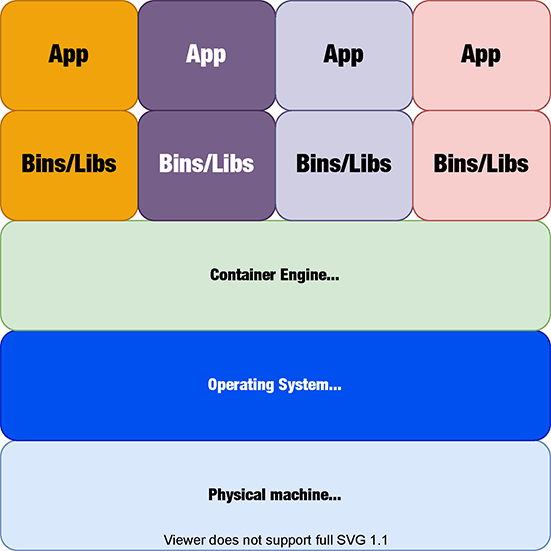 App App App App
Bins/Libs Bins/Libs Bins/Libs Bins/Libs
Container Engine...
Operating System...
Physical machine...
Viewer does not support full SVG 1.1